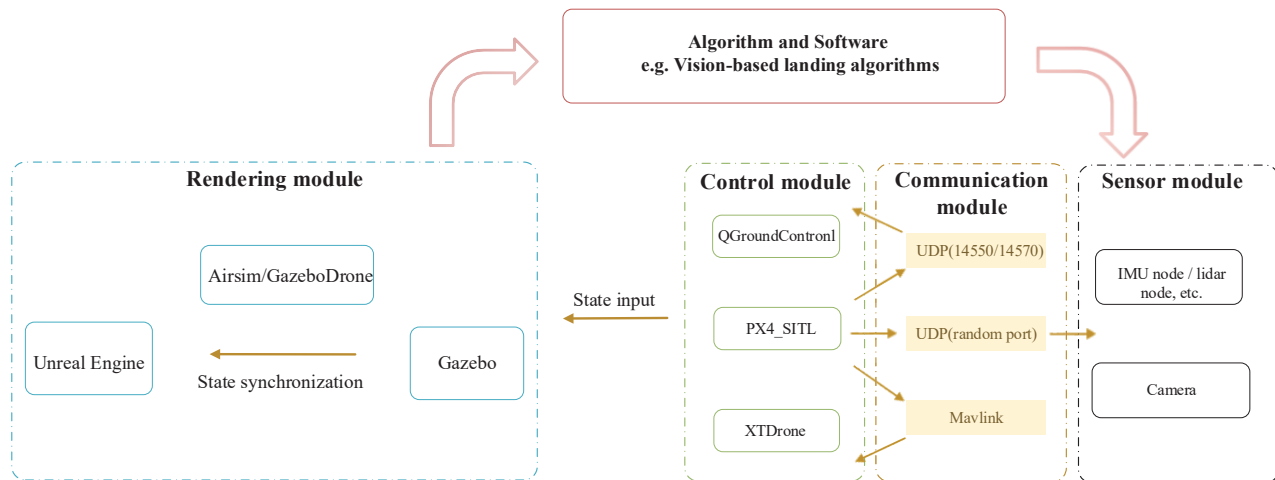 Algorithm and Software
e.g. Vision-based landing algorithms
Rendering module
Airsim/GazeboDrone
Unreal Engine
State synchronization
Gazebo
State input
Control module
QGroundContronl
PX4_SITL
XTDrone
Communication
module
UDP(14550/14570)
UDP(random port)
Mavlink
Sensor module
IMU node / lidar
node, etc.
Camera